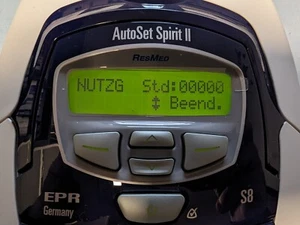 AutoSet Spirit II
RESMED
NUTZG Std:00000
Beend.
EPR S8
Germany